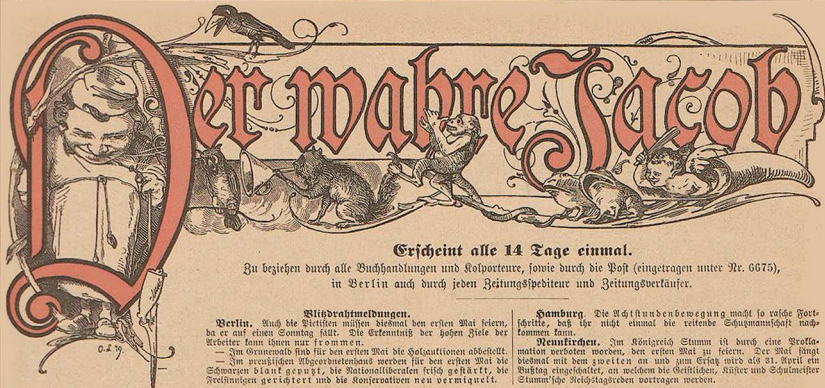 Der wahre Jacob
Erscheint alle 14 Tage einmal.
Zu beziehen durch alle Buchhandlungen und Kolporteure, sowie durch die Post (eingetragen unter Nr. 6675),
in Berlin auch durch jeden Zeitungsspediteur und Zeitungsverkäufer.
Blitzdrahtmeldungen.
Berlin. Auch die Pietisten müssen diesmal den ersten Mai feiern,
da er auf einen Sonntag fällt. Die Erkenntniß der hohen Ziele der
Arbeiter kann ihnen nur frommen.
— Im Grunewald sind für den ersten Mai die Holzauktionen abbestellt.
— Im preußischen Abgeordnetenhaus werden für den ersten Mai die
Schwarzen blank geputzt, die Nationalliberalen frisch gestärkt, die
Freisinnigen gerichtert und die Konservativen neu vermiquelt.
Hamburg. Die Achtstundenbewegung macht so rasche Fort-
schritte, daß ihr nicht einmal die reitende Schutzmannschaft nach-
kommen kann.
Neunkirchen. Im Königreich Stumm ist durch eine Prokla-
mation verboten worden, den ersten Mai zu feiern. Der Mai fängt
diesmal mit dem zweiten an und zum Ersatz wird als 31. April ein
Bußtag eingeschaltet, an welchem die Geistlichen, Küster und Schulmeister
Stumm'sche Reichstagsreden vortragen werden.